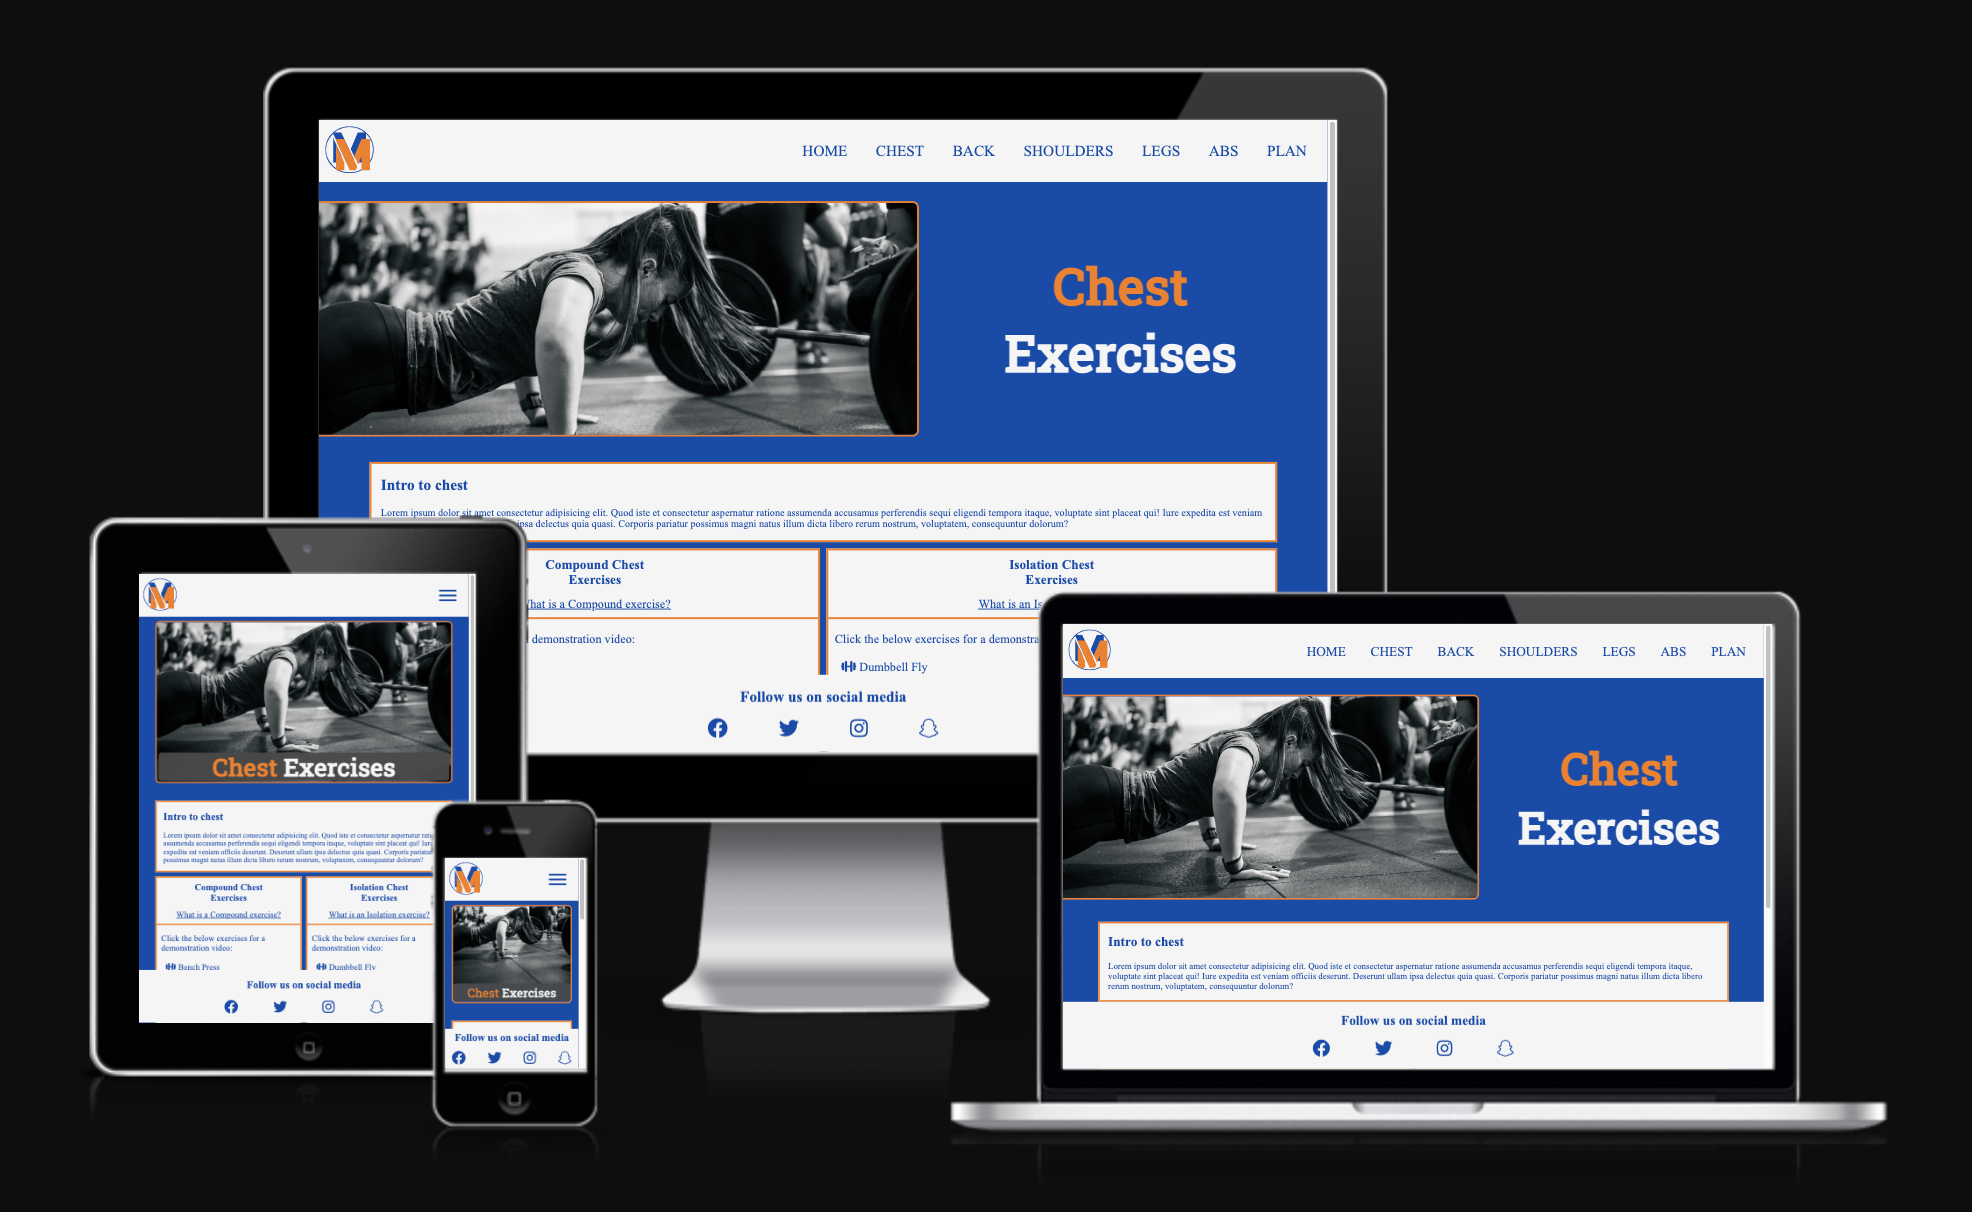 HOME CHEST BACK SHOULDERS LEGS ABS PLAN
Chest
Exercises
Intro to chest
Lorem ipsum dolor sit amet consectetur adipisicing elit. Quod iste et consectetur aspernatur ratione assumenda accusamus perferendis sequi eligendi tempora itaque, voluptate sint placeat qui! Iure expedita est veniam
ipsa delectus quia quasi. Corporis pariatur possimus magni natus illum dicta libero rerum nostrum, voluptatem, consequuntur dolorum?
Compound Chest
Exercises
What is a Compound exercise?
demonstration video:
Isolation Chest
Exercises
What is an Is
Click the below exercises for a demonstra
Dumbbell Fly
Follow us on social media
Chest Exercises
Intro to chest
Lorem ipsum dolor sit amet consectetur adipisicing elit. Quod iste et consectetur aspernatur
assumenda accusamus perferendis sequi eligendi tempora itaque, voluptate sint placeat qui!
expedita est veniam officiis deserunt. Deserunt ullam ipsa delectus quia quasi. Corporis pariatur
possimus magni natus illum dicta libero rerum nostrum, voluptatem, consequuntur dolorum?
Compound Chest
Exercises
What is a Compound exercise?
Click the below exercises for a
demonstration video:
Bench Press
Isolation Chest
Exercises
What is an Isolation exercise?
Click the below exercises for a
demonstration video:
Dumbbell Fly
Follow us on social media
Chest Exercises
Follow us on social media
HOME CHEST BACK SHOULDERS LEGS ABS PLAN
Chest
Exercises
Intro to chest
Lorem ipsum dolor sit amet consectetur adipisicing elit. Quod iste et consectetur aspernatur ratione assumenda accusamus perferendis sequi eligendi tempora itaque,
voluptate sint placeat qui! Iure expedita est veniam officiis deserunt. Deserunt ullam ipsa delectus quia quasi. Corporis pariatur possimus magni natus illum dicta libero
rerum nostrum, voluptatem, consequuntur dolorum?
Follow us on social media